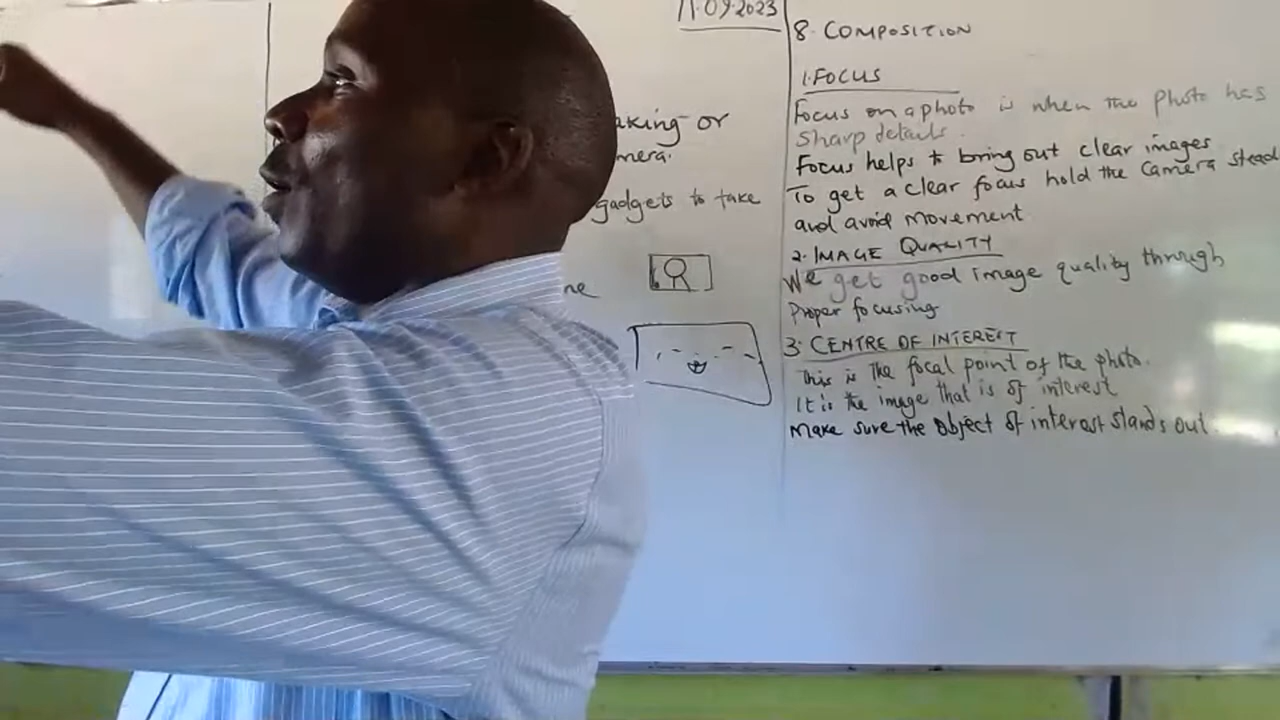 11.09.2023
aking or
mera.
gadgets to take
ne
8. COMPOSITION
1. FOCUS
Focus on a photo is when the photo has
sharp details.
Focus helps to bring out clear images
To get a clear focus hold the camera stead
and avoid movement
2. IMAGE QUALITY
We get good image quality through
Proper focusing
3. CENTRE OF INTEREST
This is the focal point of the photo.
It is the image that is of interest
Make sure the object of interest stands out.